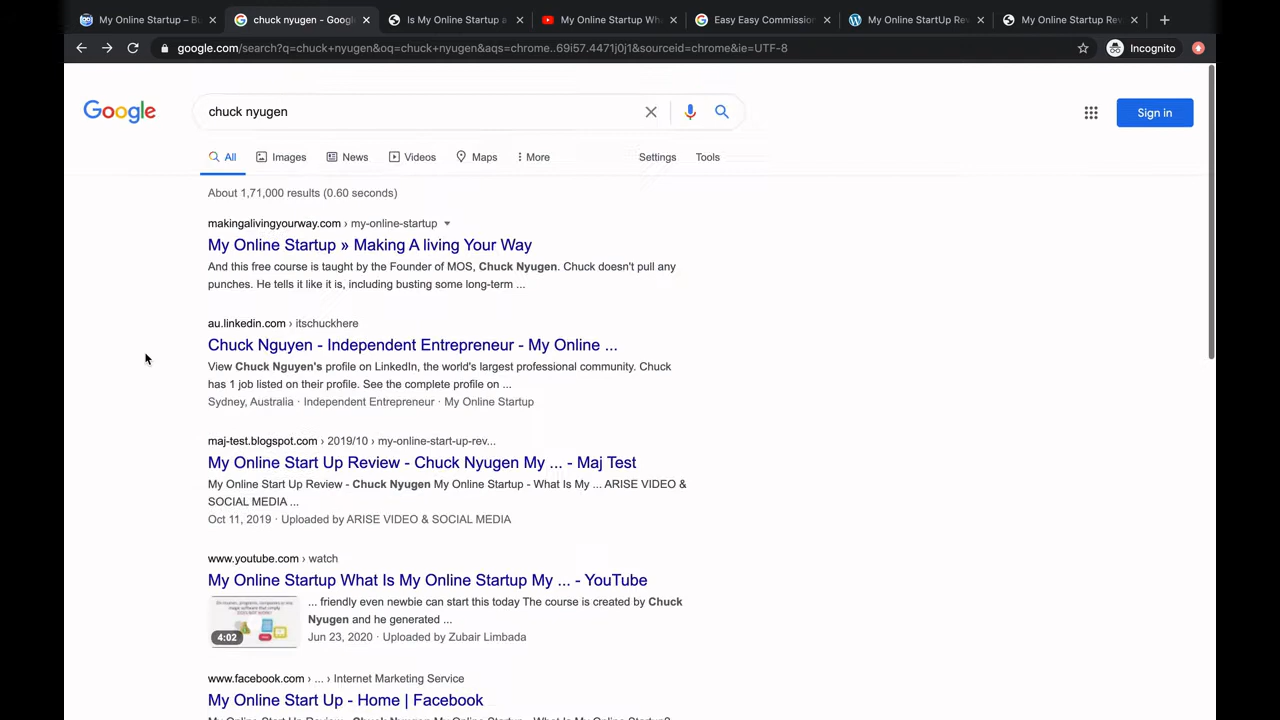 My Online Startup – Bu
chuck nyugen - Google
Is My Online Startup a
My Online Startup Wha
Easy Easy Commission
My Online StartUp Rev
My Online Startup Rev
google.com/search?q=chuck+nyugen&oq=chuck+nyugen&aqs=chrome..69i57.4471j0j1&sourceid=chrome&ie=UTF-8
Incognito
Google
chuck nyugen
Sign in
All
Images
News
Videos
Maps
More
Settings
Tools
About 1,71,000 results (0.60 seconds)
makingalivingyourway.com › my-online-startup
My Online Startup » Making A living Your Way
And this free course is taught by the Founder of MOS, Chuck Nyugen. Chuck doesn't pull any
punches. He tells it like it is, including busting some long-term ...
au.linkedin.com › itschuckhere
Chuck Nguyen - Independent Entrepreneur - My Online ...
View Chuck Nguyen's profile on LinkedIn, the world's largest professional community. Chuck
has 1 job listed on their profile. See the complete profile on ...
Sydney, Australia · Independent Entrepreneur · My Online Startup
maj-test.blogspot.com › 2019/10 › my-online-start-up-rev...
My Online Start Up Review - Chuck Nyugen My ... - Maj Test
My Online Start Up Review - Chuck Nyugen My Online Startup - What Is My ... ARISE VIDEO &
SOCIAL MEDIA ...
Oct 11, 2019 · Uploaded by ARISE VIDEO & SOCIAL MEDIA
www.youtube.com › watch
My Online Startup What Is My Online Startup My ... - YouTube
... friendly even newbie can start this today The course is created by Chuck
Nyugen and he generated ...
4:02
Jun 23, 2020 · Uploaded by Zubair Limbada
www.facebook.com › ... › Internet Marketing Service
My Online Start Up - Home | Facebook